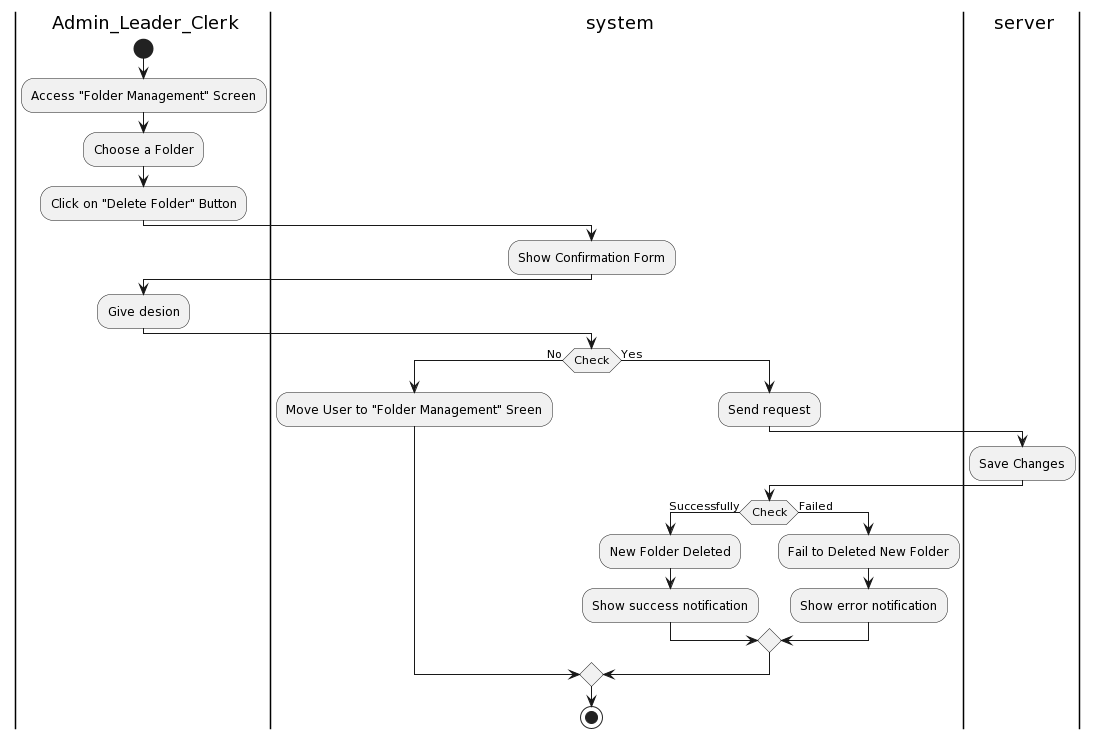 Admin_Leader_Clerk
system
server
Access "Folder Management" Screen
Choose a Folder
Click on "Delete Folder" Button
Show Confirmation Form
Give desion
No
Check
Yes
Move User to "Folder Management" Sreen
Send request
Save Changes
Successfully
Check
Failed
New Folder Deleted
Fail to Deleted New Folder
Show success notification
Show error notification